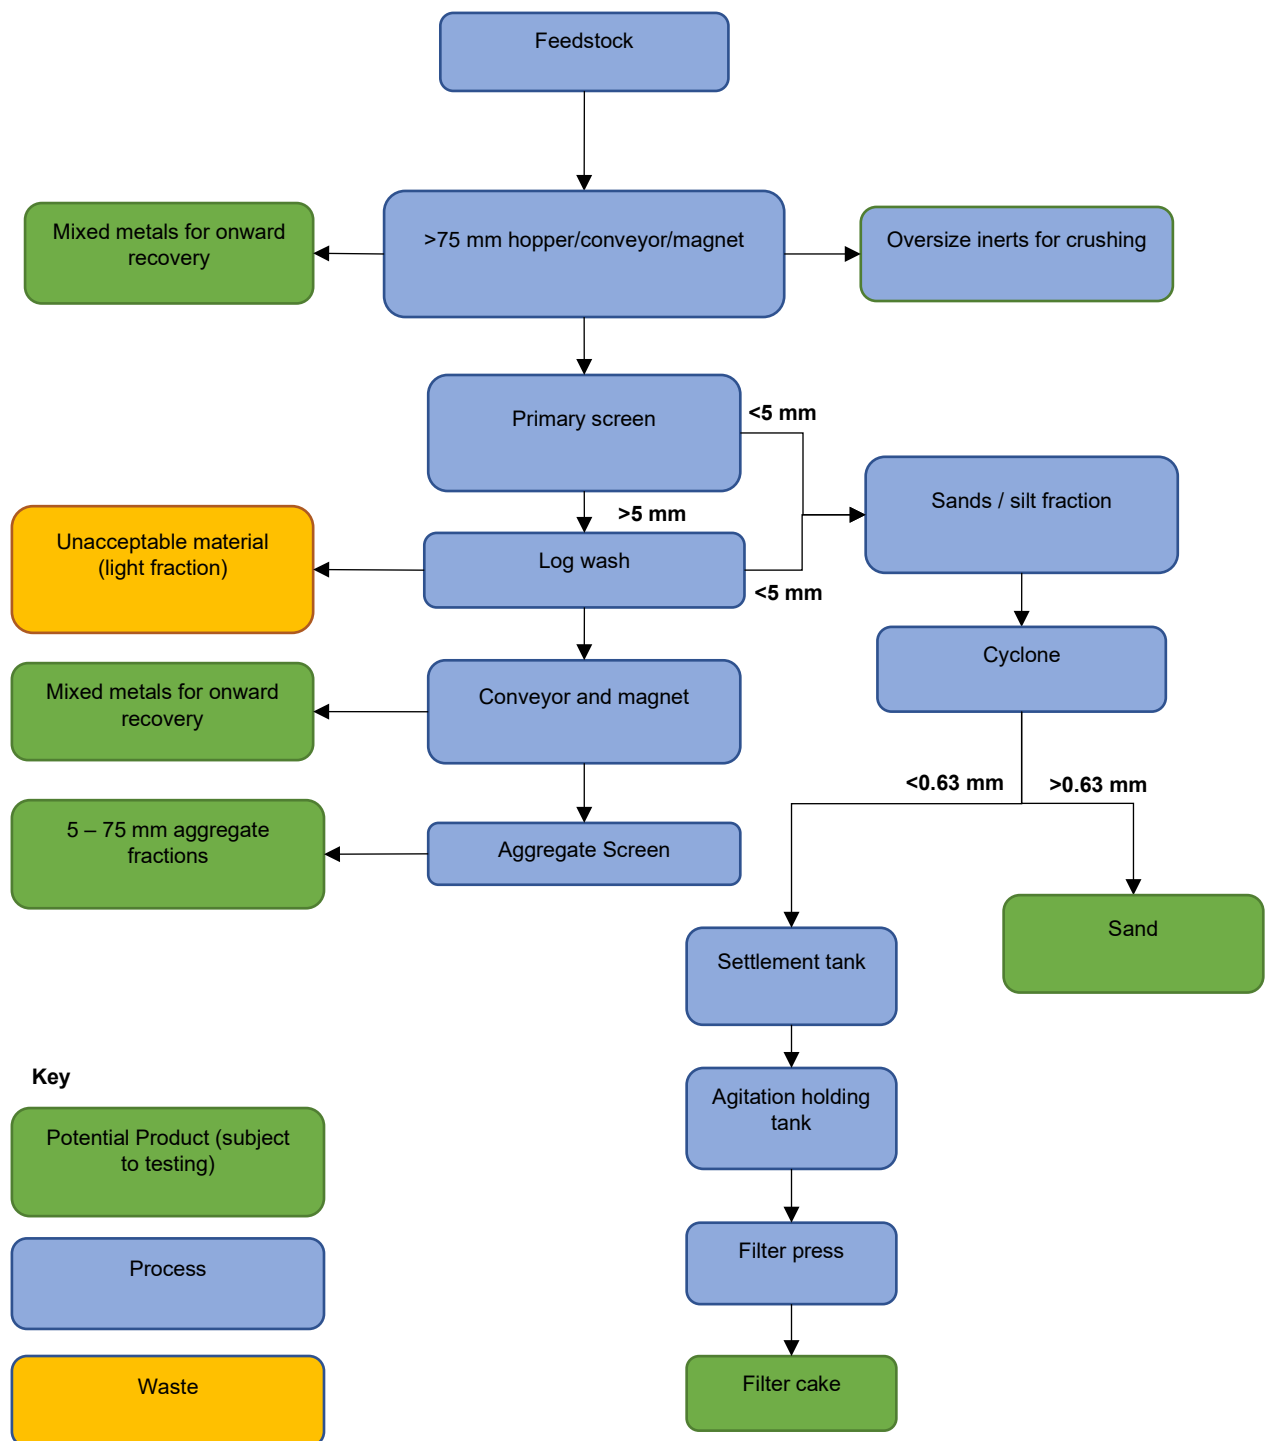 Feedstock
Mixed metals for onward
recovery
>75 mm hopper/conveyor/magnet
Oversize inerts for crushing
Primary screen
<5 mm
>5 mm
Sands / silt fraction
Unacceptable material
(light fraction)
Log wash
<5 mm
Cyclone
Mixed metals for onward
recovery
Conveyor and magnet
<0.63 mm
>0.63 mm
5 – 75 mm aggregate
fractions
Aggregate Screen
Sand
Settlement tank
Agitation holding
tank
Filter press
Filter cake
Key
Potential Product (subject
to testing)
Process
Waste